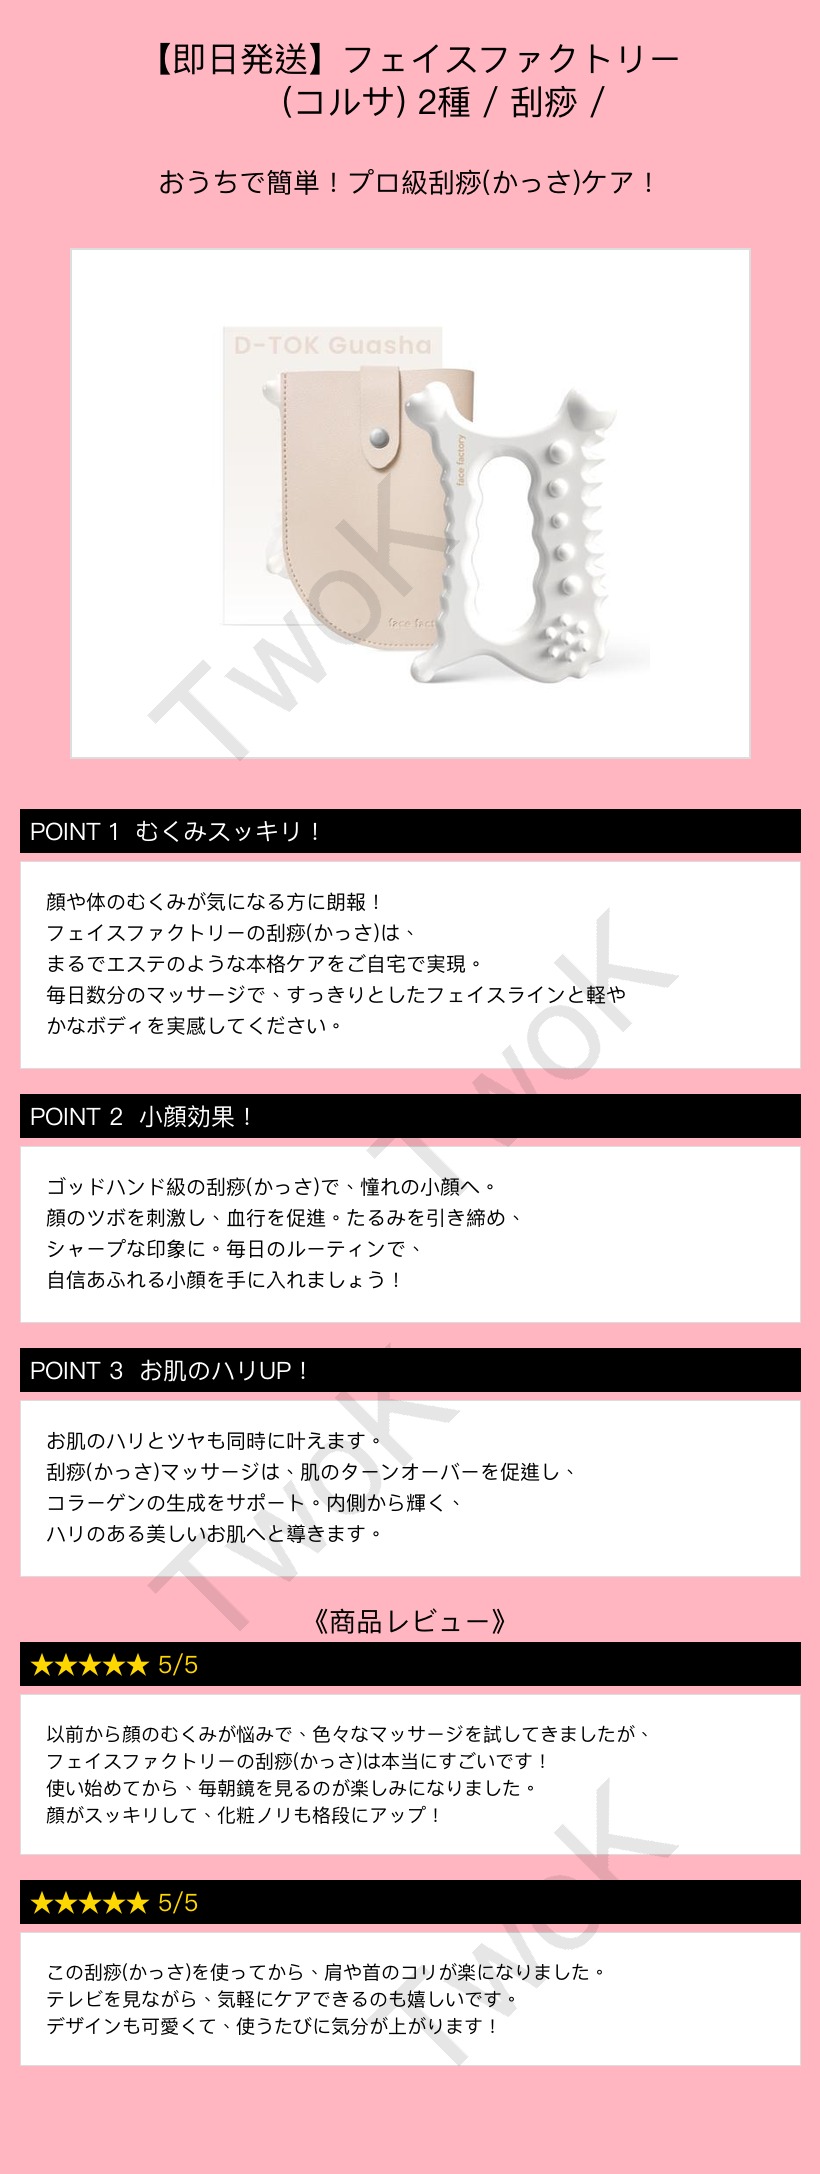 【即日発送】フェイスファクトリー
(コルサ) 2種 / 刮痧 /
おうちで簡単！プロ級刮痧(かっさ)ケア！
D-TOK Guasha
face factory
face fact
TwoK
POINT 1 むくみスッキリ！
顔や体のむくみが気になる方に朗報！
フェイスファクトリーの刮痧(かっさ)は、
まるでエステのような本格ケアをご自宅で実現。
毎日数分のマッサージで、すっきりとしたフェイスラインと軽や
かなボディを実感してください。
TwoK
POINT 2 小顔効果！
ゴッドハンド級の刮痧(かっさ)で、憧れの小顔へ。
顔のツボを刺激し、血行を促進。たるみを引き締め、
シャープな印象に。毎日のルーティンで、
自信あふれる小顔を手に入れましょう！
POINT 3 お肌のハリUP！
お肌のハリとツヤも同時に叶えます。
刮痧(かっさ)マッサージは、肌のターンオーバーを促進し、
コラーゲンの生成をサポート。内側から輝く、
ハリのある美しいお肌へと導きます。
TwoK
《商品レビュー》
★★★★★ 5/5
以前から顔のむくみが悩みで、色々なマッサージを試してきましたが、
フェイスファクトリーの刮痧(かっさ)は本当にすごいです！
使い始めてから、毎朝鏡を見るのが楽しみになりました。
顔がスッキリして、化粧ノリも格段にアップ！
★★★★★ 5/5
この刮痧(かっさ)を使ってから、肩や首のコリが楽になりました。
テレビを見ながら、気軽にケアできるのも嬉しいです。
デザインも可愛くて、使うたびに気分が上がります！
TwoK